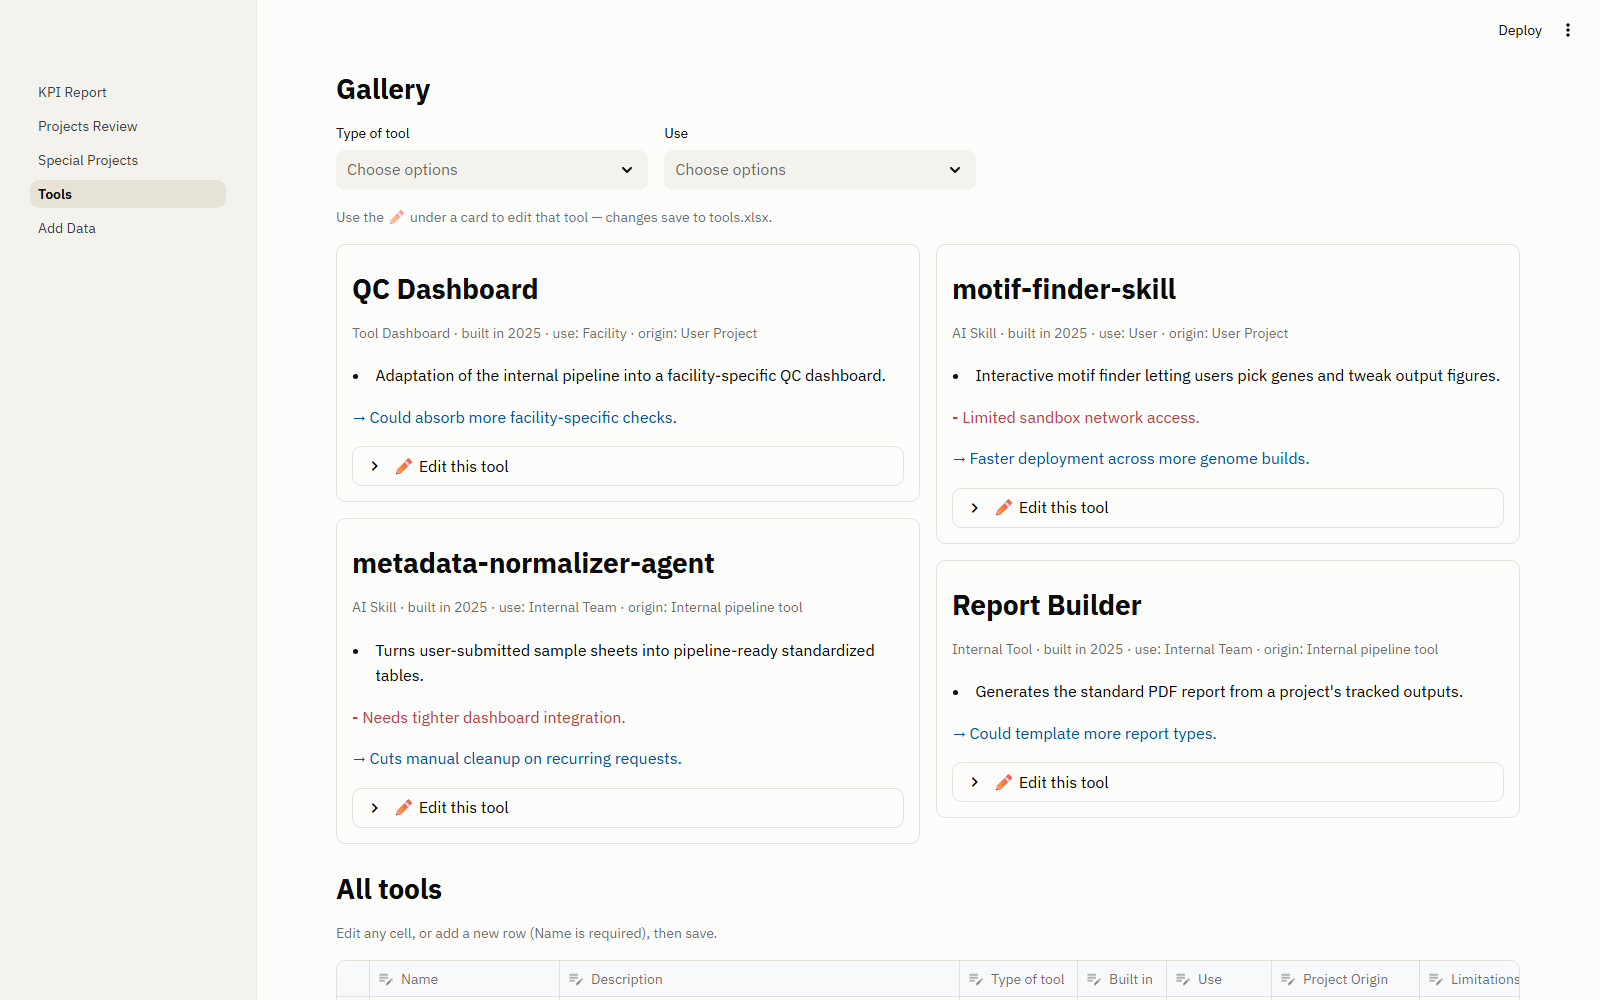 Deploy
KPI Report
Projects Review
Special Projects
Tools
Add Data
Gallery
Type of tool
Use
Choose options
Choose options
Use the ✏️ under a card to edit that tool — changes save to tools.xlsx.
QC Dashboard
Tool Dashboard · built in 2025 · use: Facility · origin: User Project
• Adaptation of the internal pipeline into a facility-specific QC dashboard.
→ Could absorb more facility-specific checks.
✏️ Edit this tool
motif-finder-skill
AI Skill · built in 2025 · use: User · origin: User Project
• Interactive motif finder letting users pick genes and tweak output figures.
- Limited sandbox network access.
→ Faster deployment across more genome builds.
✏️ Edit this tool
metadata-normalizer-agent
AI Skill · built in 2025 · use: Internal Team · origin: Internal pipeline tool
• Turns user-submitted sample sheets into pipeline-ready standardized
tables.
- Needs tighter dashboard integration.
→ Cuts manual cleanup on recurring requests.
✏️ Edit this tool
Report Builder
Internal Tool · built in 2025 · use: Internal Team · origin: Internal pipeline tool
• Generates the standard PDF report from a project's tracked outputs.
→ Could template more report types.
✏️ Edit this tool
All tools
Edit any cell, or add a new row (Name is required), then save.
Name
Description
Type of tool
Built in
Use
Project Origin
Limitations